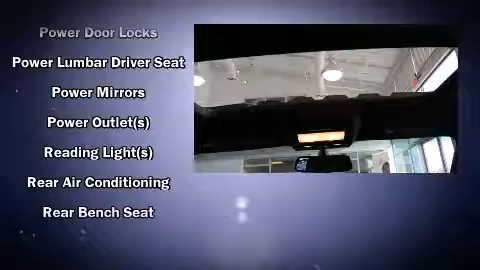 Power Door Locks
Power Lumbar Driver Seat
Power Mirrors
Power Outlet(s)
Reading Light(s)
Rear Air Conditioning
Rear Bench Seat